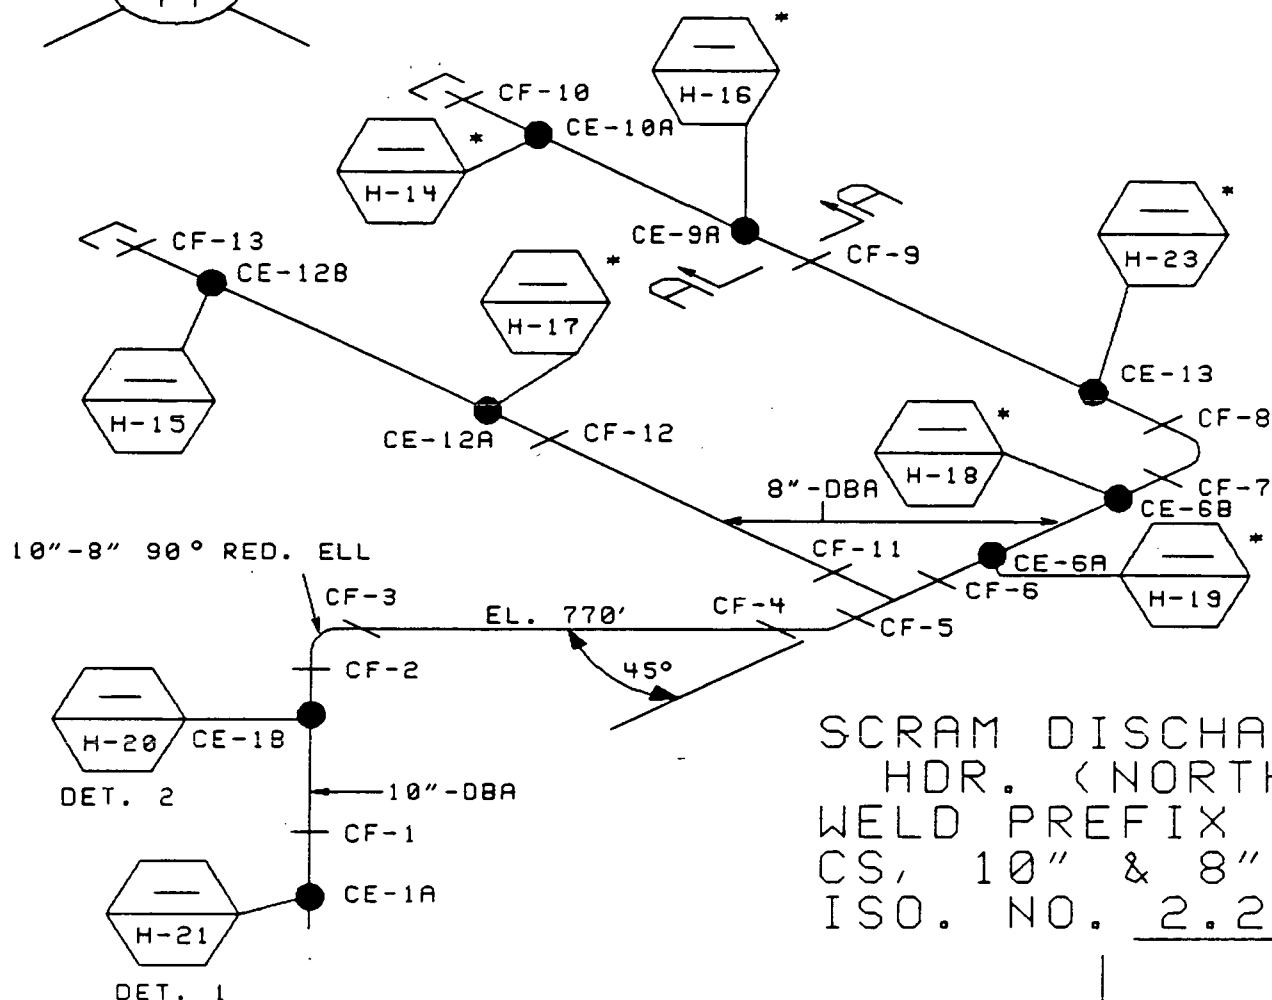 *
H-16
CF-10
CE-10A
*
H-14
A
*
H-23
CE-9A
CF-9
A
CF-13
CE-12B
*
H-17
H-15
CE-12A
CF-12
CE-13
CF-8
*
H-18
CF-7
CE-6B
8"-DBA
10"-8" 90° RED. ELL
CF-11
CE-6A
*
H-19
CF-6
CF-3
EL. 770'
CF-4
CF-5
45°
CF-2
H-20
CE-1B
DET. 2
10"-DBA
CF-1
CE-1A
H-21
DET. 1
SCRAM DISCHA
HDR. (NORTH
WELD PREFIX
CS, 10" & 8"
ISO. NO. 2.2